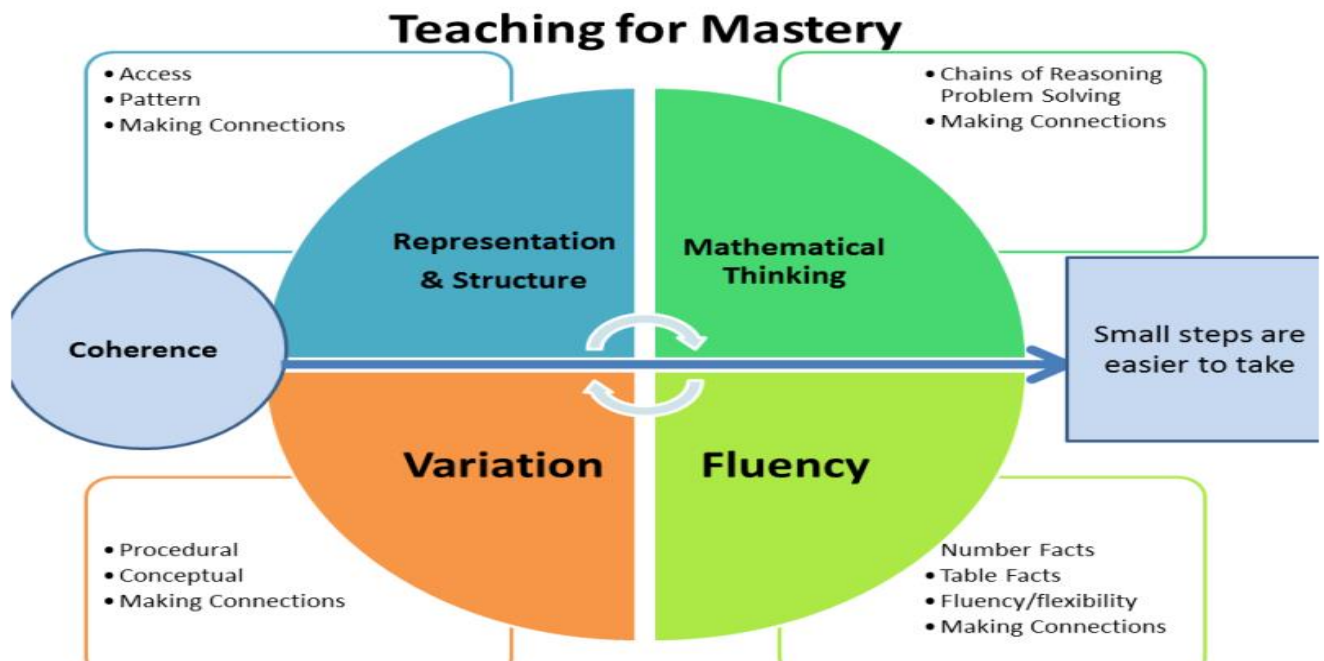 Teaching for Mastery
• Access
• Pattern
• Making Connections
• Chains of Reasoning
Problem Solving
• Making Connections
Representation
& Structure
Mathematical
Thinking
Coherence
Small steps are
easier to take
Variation
Fluency
• Procedural
• Conceptual
• Making Connections
Number Facts
• Table Facts
• Fluency/flexibility
• Making Connections